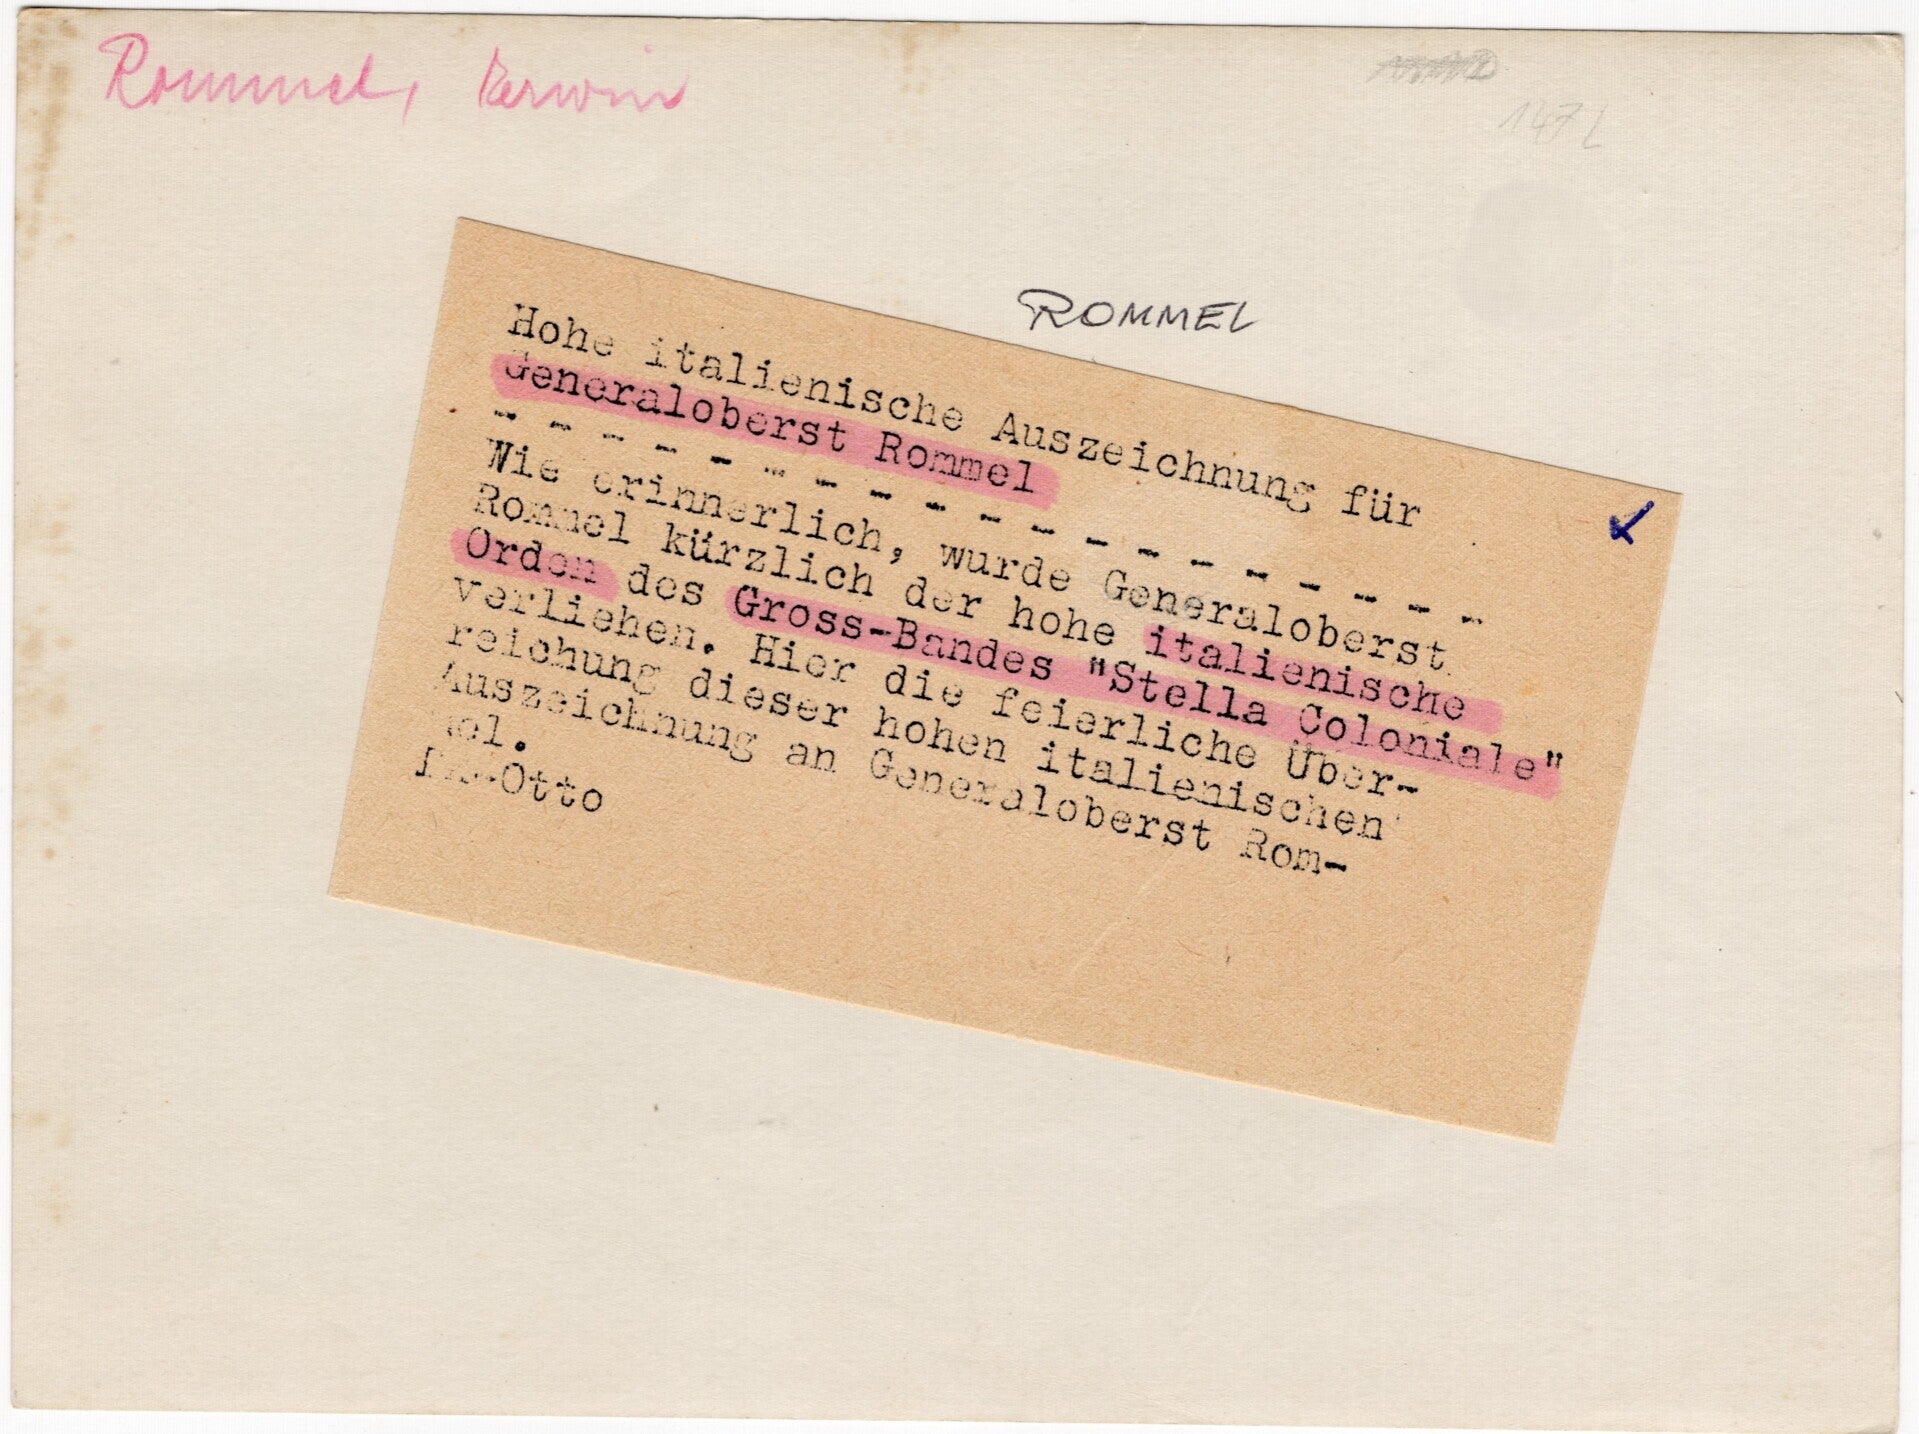 Rommel, Erwin
147
ROMMEL
Hohe italienische Auszeichnung für
Generaloberst Rommel
- - - - - - - - - - - - - - - - - - -
Wie erinnerlich, wurde Generaloberst
Rommel kürzlich der hohe italienische
Orden des Gross-Bandes "Stella Coloniale"
verliehen. Hier die feierliche Über-
reichung dieser hohen italienischen
Auszeichnung an Generaloberst Rom-
mel.
Otto